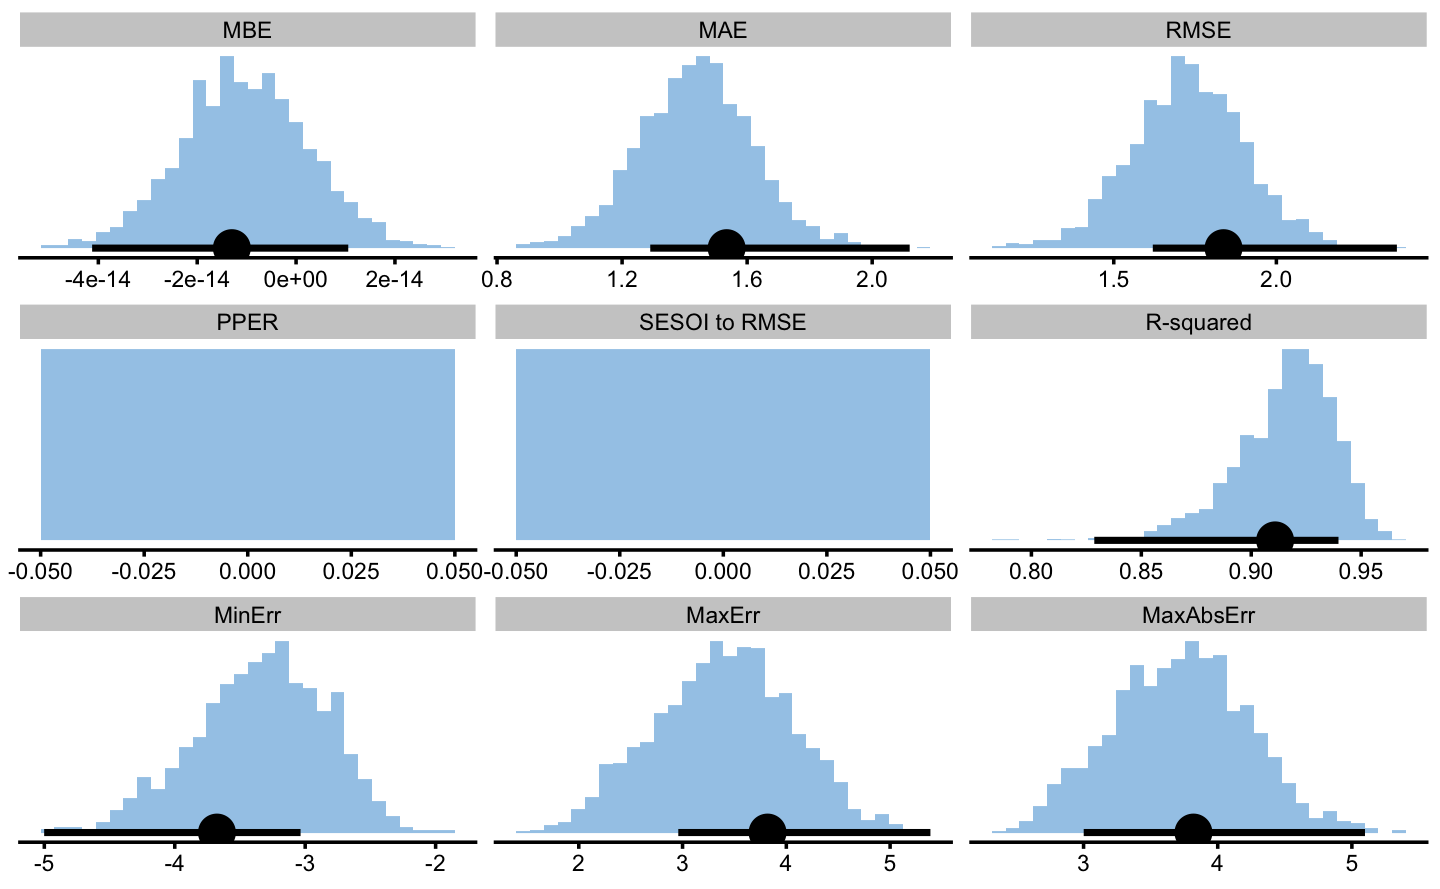 MBE MAE RMSE
-4e-14 -2e-14 0e+00 2e-14 0.8 1.2 1.6 2.0 1.5 2.0
PPER SESOI to RMSE R-squared
-0.050 -0.025 0.000 0.025 0.050 -0.050 -0.025 0.000 0.025 0.050 0.80 0.85 0.90 0.95
MinErr MaxErr MaxAbsErr
-5 -4 -3 -2 2 3 4 5 3 4 5